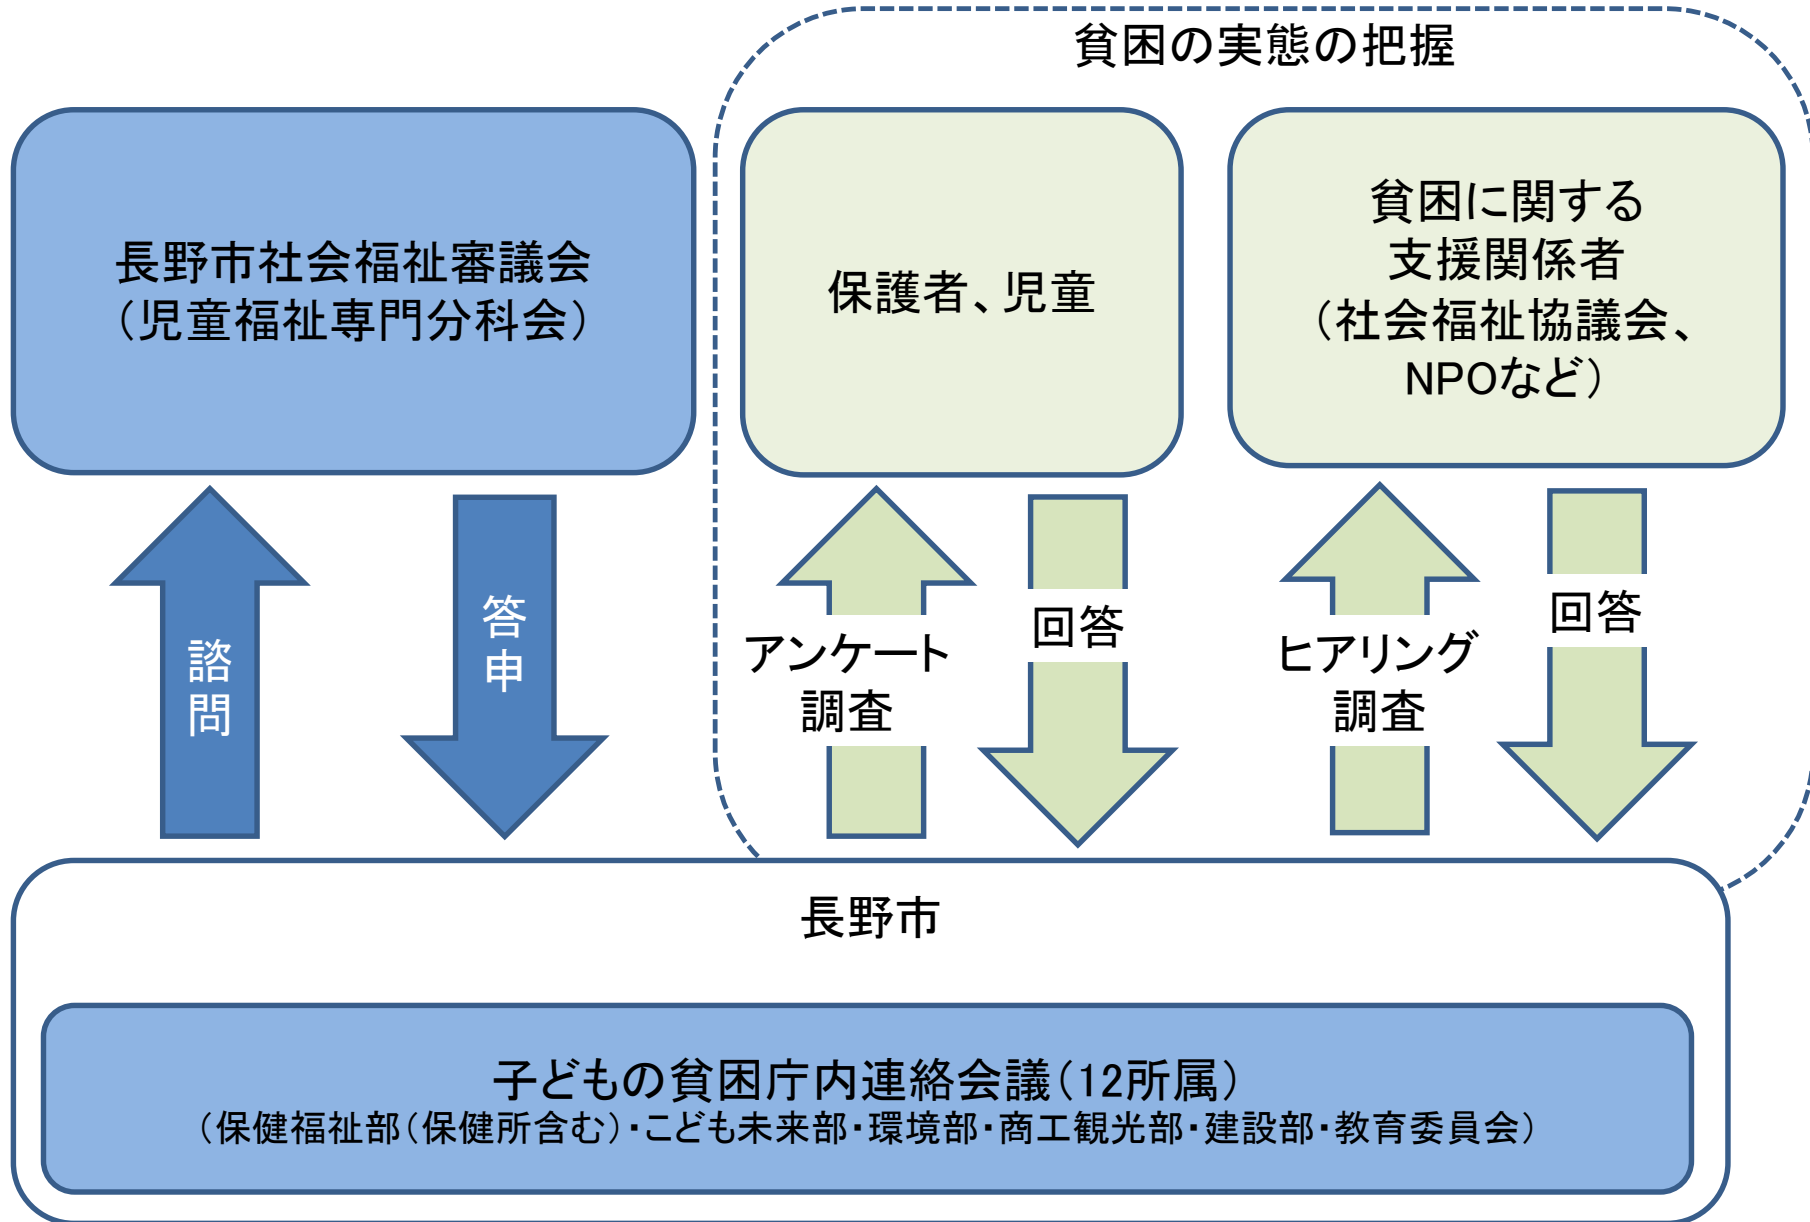 貧困の実態の把握
長野市社会福祉審議会
（児童福祉専門分科会）
保護者、児童
貧困に関する
支援関係者
（社会福祉協議会、
NPOなど）
諮問
答申
アンケート
調査
回答
ヒアリング
調査
回答
長野市
子どもの貧困庁内連絡会議（12所属）
（保健福祉部（保健所含む）・こども未来部・環境部・商工観光部・建設部・教育委員会）